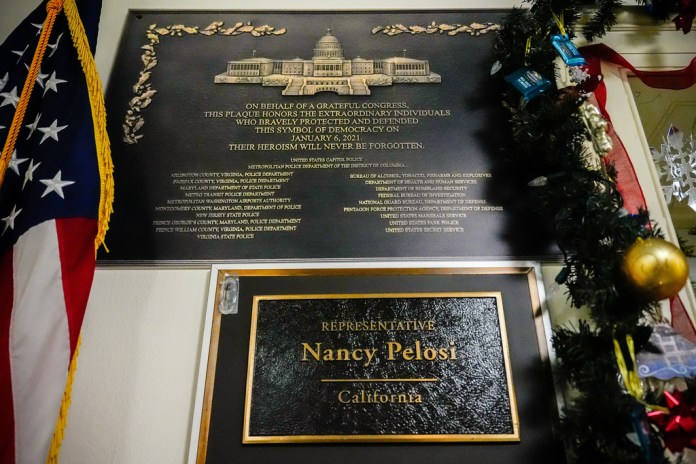 ON BEHALF OF A GRATEFUL CONGRESS,
THIS PLAQUE HONORS THE EXTRAORDINARY INDIVIDUALS
WHO BRAVELY PROTECTED AND DEFENDED
THIS SYMBOL OF DEMOCRACY ON
JANUARY 6, 2021.
THEIR HEROISM WILL NEVER BE FORGOTTEN.
UNITED STATES CAPITOL POLICE
METROPOLITAN POLICE DEPARTMENT OF THE DISTRICT OF COLUMBIA
ARLINGTON COUNTY, VIRGINIA, POLICE DEPARTMENT
FAIRFAX COUNTY, VIRGINIA, POLICE DEPARTMENT
MARYLAND DEPARTMENT OF STATE POLICE
METRO TRANSIT POLICE DEPARTMENT
METROPOLITAN WASHINGTON AIRPORTS AUTHORITY
MONTGOMERY COUNTY, MARYLAND, DEPARTMENT OF POLICE
NEW JERSEY STATE POLICE
PRINCE GEORGE'S COUNTY, MARYLAND, POLICE DEPARTMENT
PRINCE WILLIAM COUNTY, VIRGINIA, POLICE DEPARTMENT
VIRGINIA STATE POLICE
BUREAU OF ALCOHOL, TOBACCO, FIREARMS AND EXPLOSIVES
DEPARTMENT OF HEALTH AND HUMAN SERVICES
DEPARTMENT OF HOMELAND SECURITY
FEDERAL BUREAU OF INVESTIGATION
NATIONAL GUARD BUREAU, DEPARTMENT OF DEFENSE
PENTAGON FORCE PROTECTION AGENCY, DEPARTMENT OF DEFENSE
UNITED STATES MARSHALS SERVICE
UNITED STATES PARK POLICE
UNITED STATES SECRET SERVICE
REPRESENTATIVE
Nancy Pelosi
California